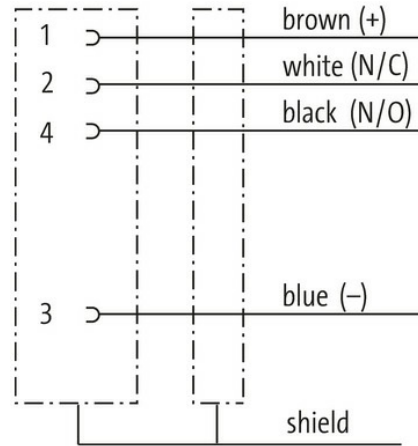 1 brown (+)
2 white (N/C)
4 black (N/O)
3 blue (–)
shield